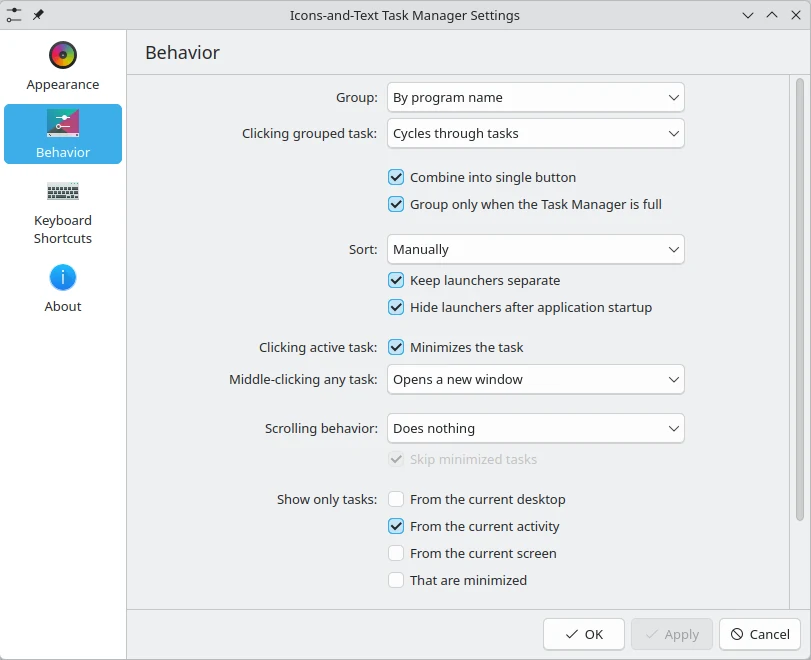 Icons-and-Text Task Manager Settings
Appearance
Behavior
Keyboard
Shortcuts
About
Behavior
Group: By program name
Clicking grouped task: Cycles through tasks
Combine into single button
Group only when the Task Manager is full
Sort: Manually
Keep launchers separate
Hide launchers after application startup
Clicking active task: Minimizes the task
Middle-clicking any task: Opens a new window
Scrolling behavior: Does nothing
Skip minimized tasks
Show only tasks: From the current desktop
From the current activity
From the current screen
That are minimized
OK Apply Cancel